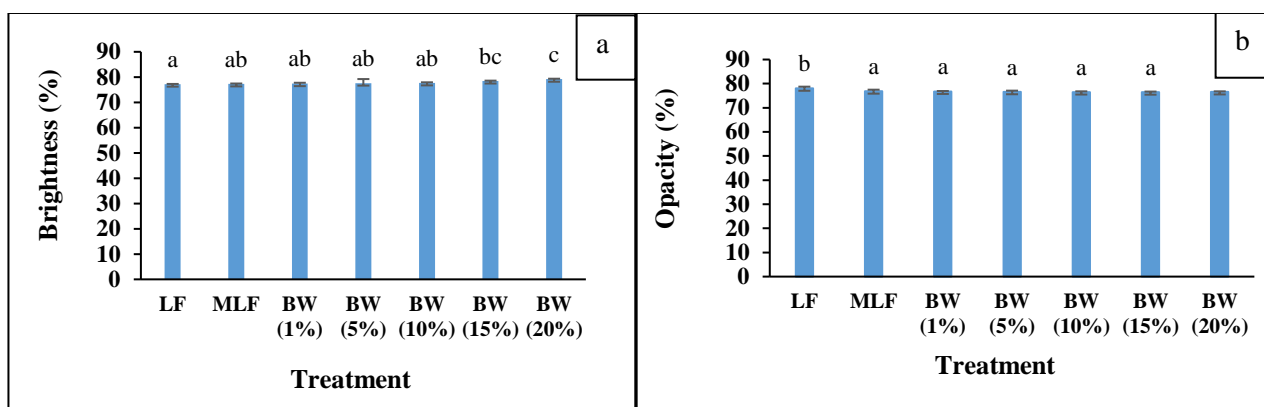 a
Brightness (%)
90
80
70
60
50
40
30
20
10
0
a ab ab ab ab bc c
LF MLF BW BW BW BW BW
(1%) (5%) (10%) (15%) (20%)
Treatment
b
Opacity (%)
90
80
70
60
50
40
30
20
10
0
b a a a a a
LF MLF BW BW BW BW BW
(1%) (5%) (10%) (15%) (20%)
Treatment